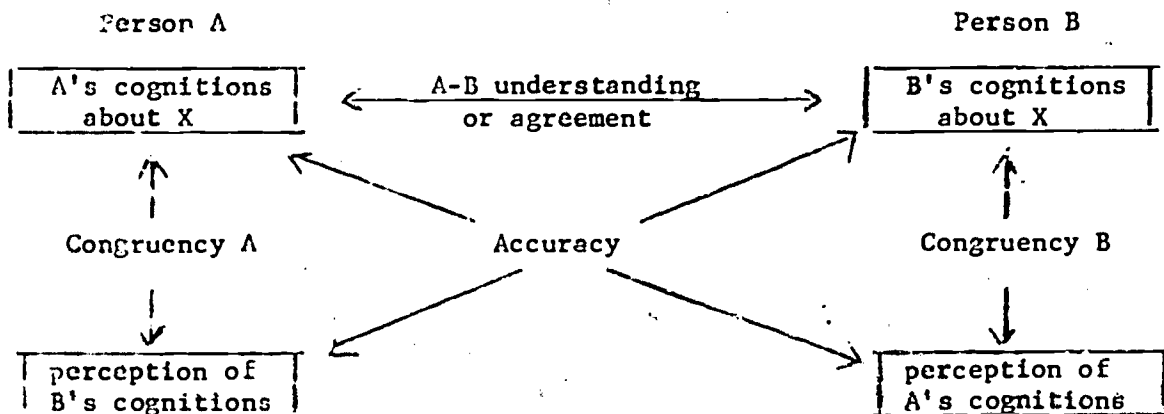 Person A Person B
A's cognitions A-B understanding B's cognitions
about X or agreement about X
Congruency A Accuracy Congruency B
perception of perception of
B's cognitions A's cognitions